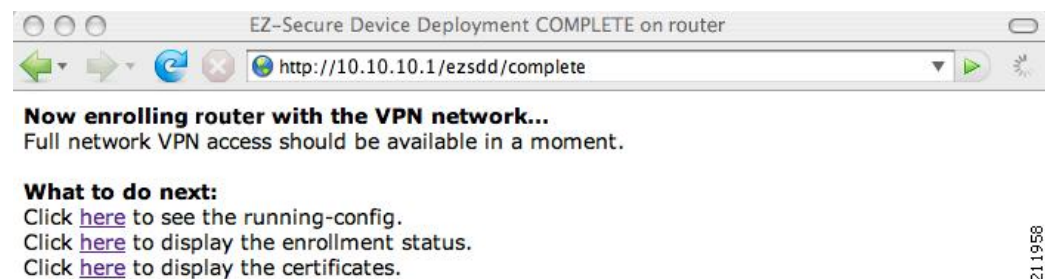 EZ-Secure Device Deployment COMPLETE on router
http://10.10.10.1/ezsdd/complete
Now enrolling router with the VPN network...
Full network VPN access should be available in a moment.
What to do next:
Click here to see the running-config.
Click here to display the enrollment status.
Click here to display the certificates.
211958